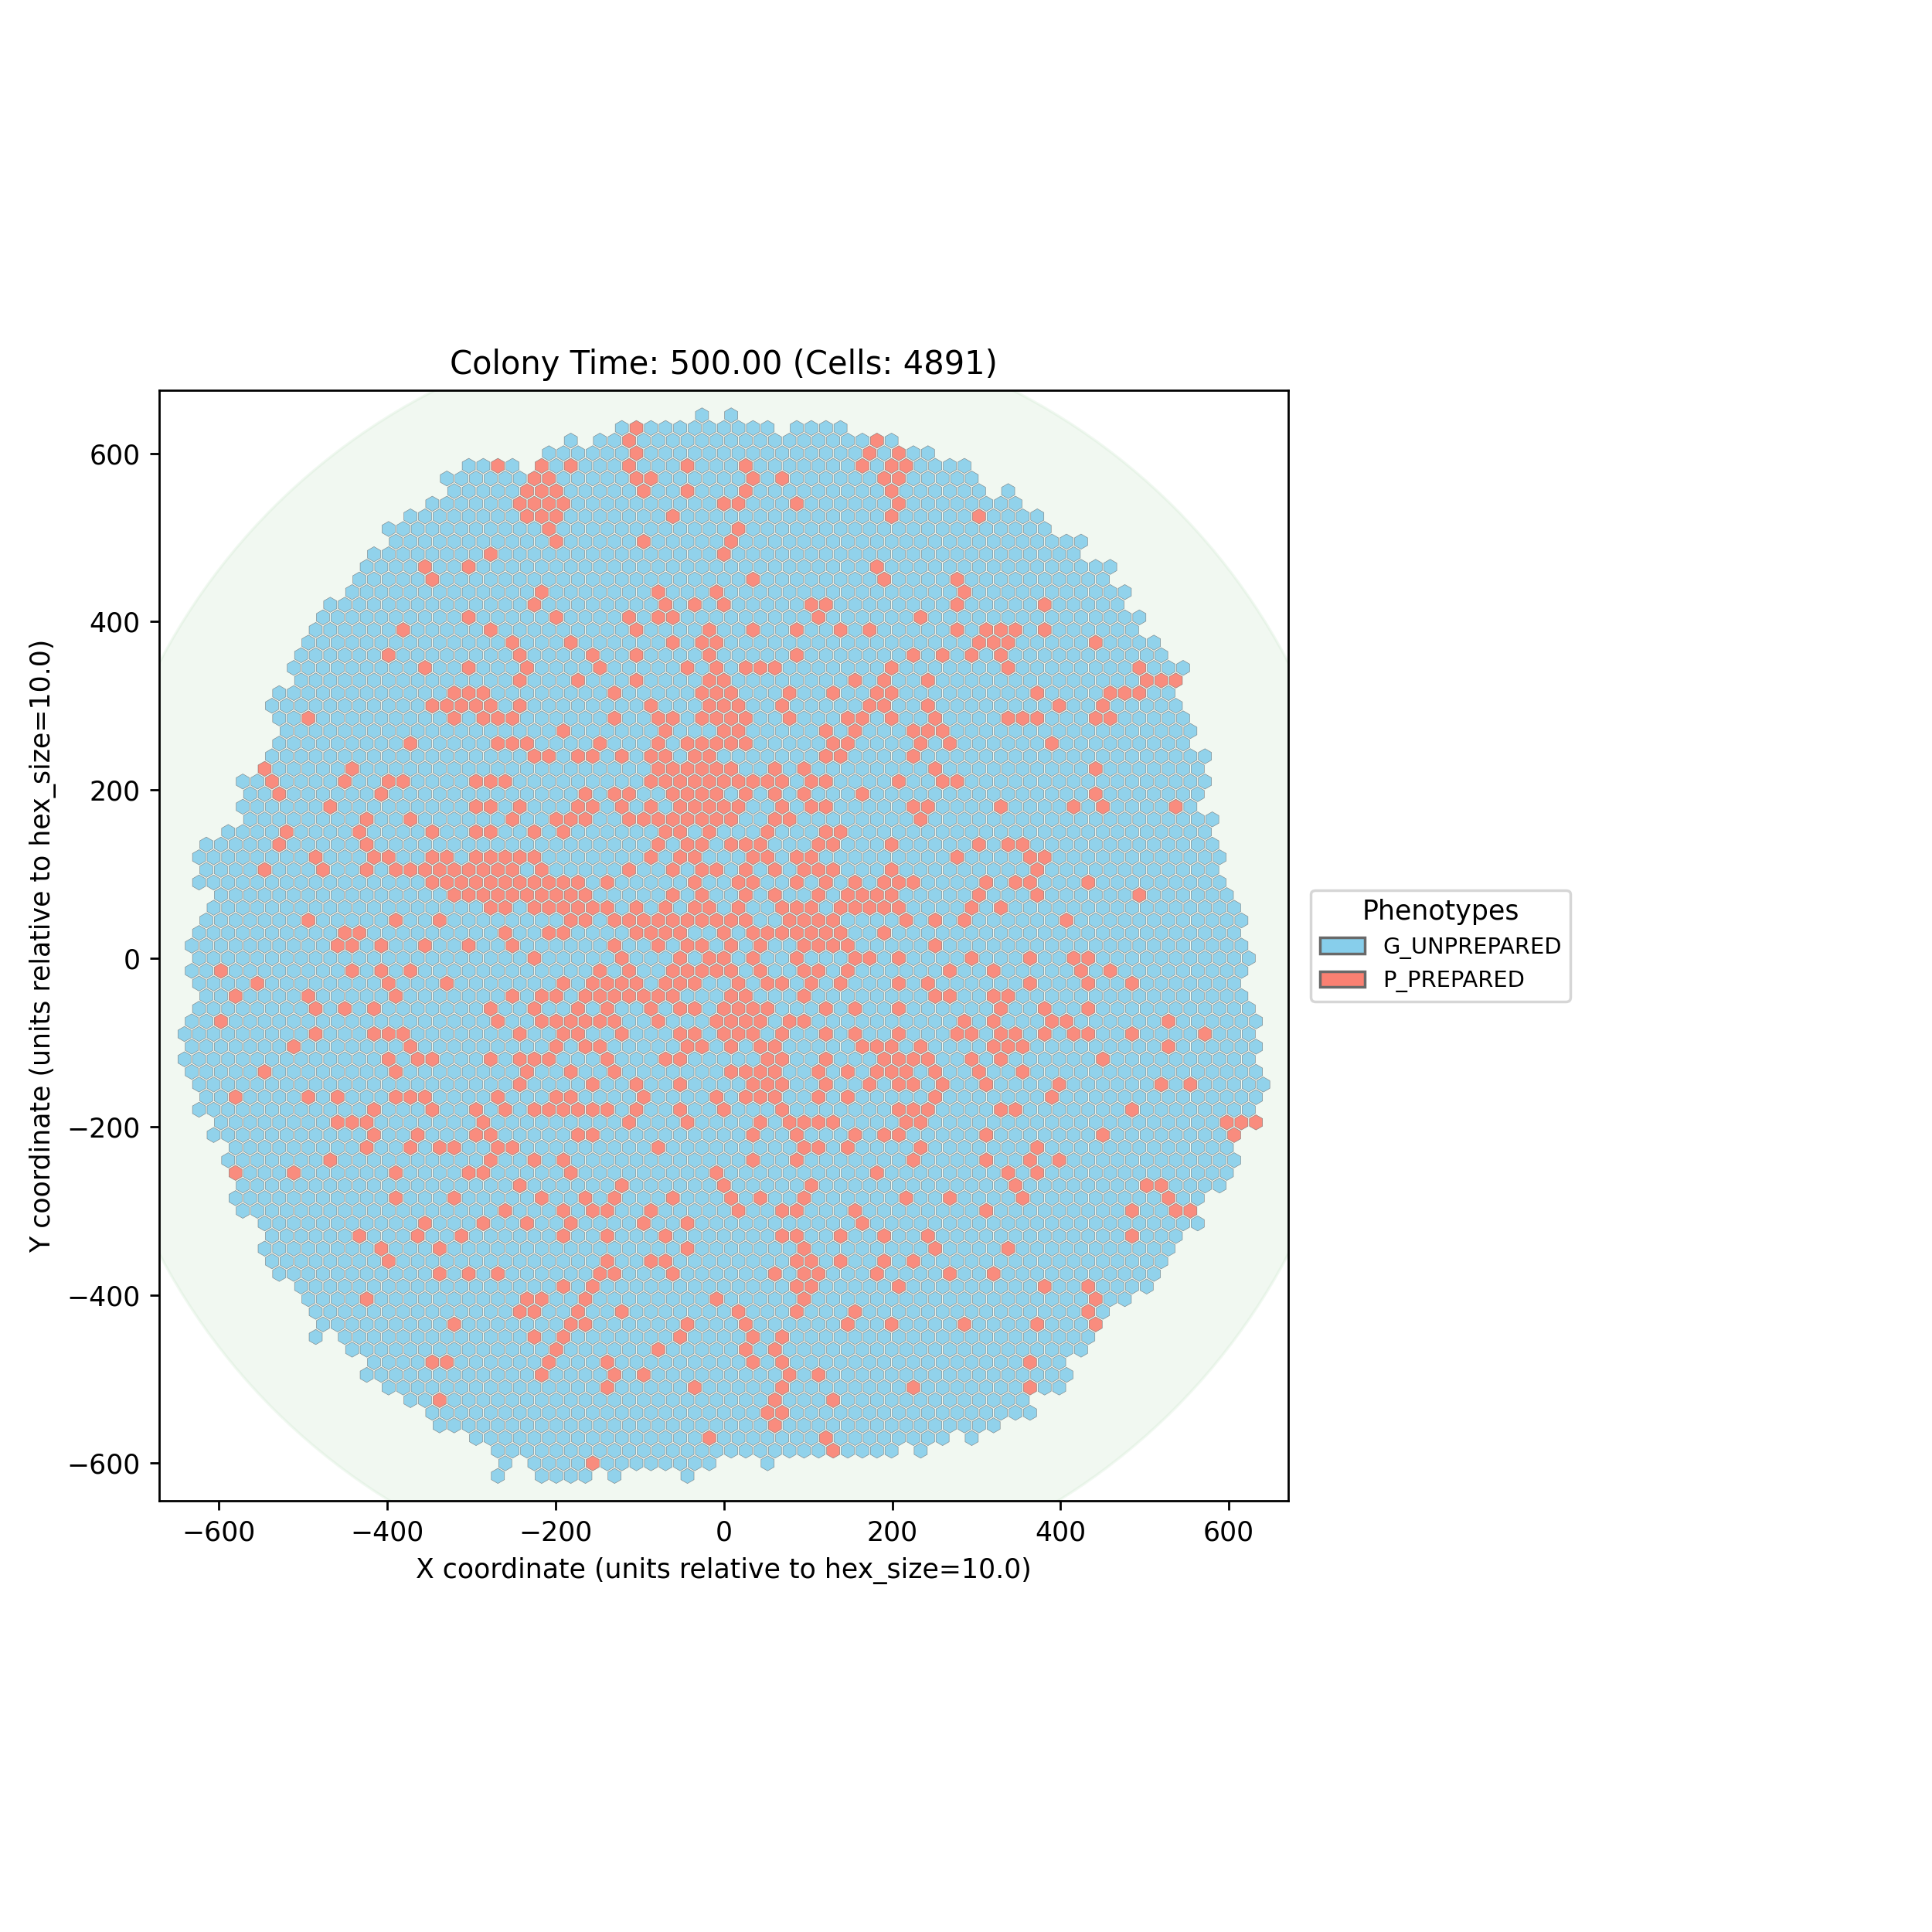 Colony Time: 500.00 (Cells: 4891)
Y coordinate (units relative to hex_size=10.0)
600
400
200
0
−200
−400
−600
−600
−400
−200
0
200
400
600
X coordinate (units relative to hex_size=10.0)
Phenotypes
G_UNPREPARED
P_PREPARED